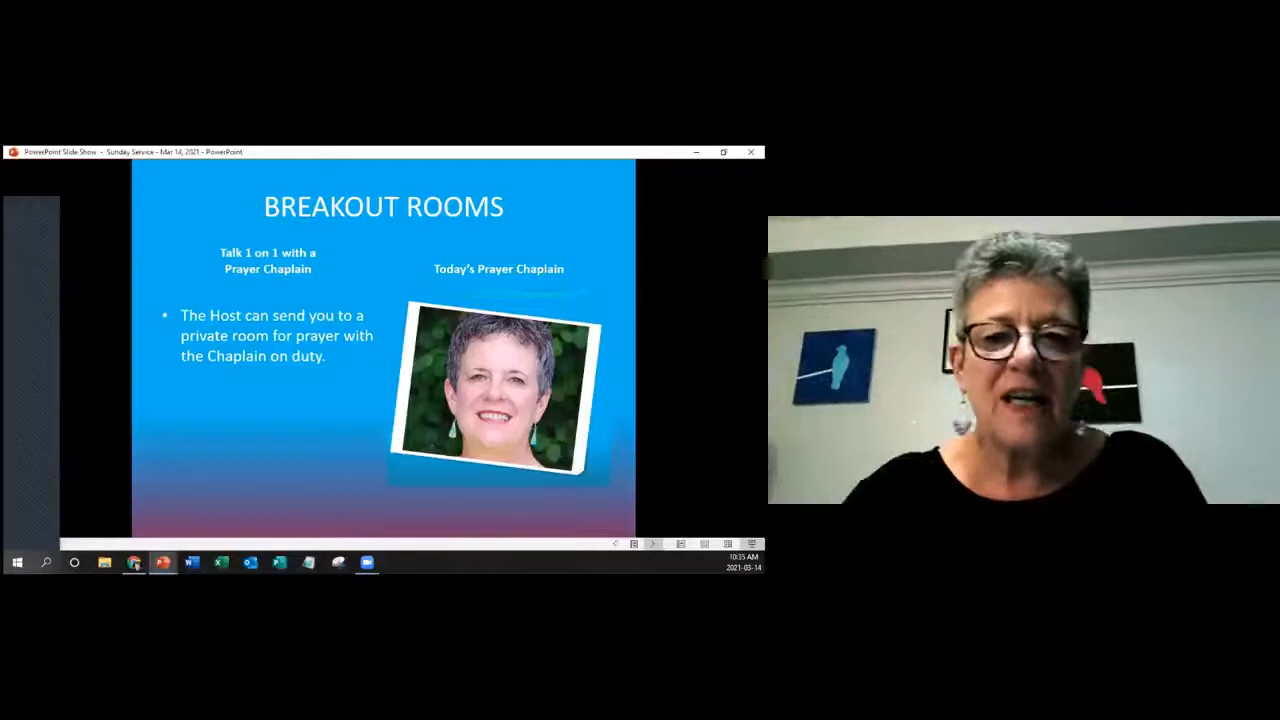 PowerPoint Slide Show - Sunday Service - Mar 14, 2021 - PowerPoint
BREAKOUT ROOMS
Talk 1 on 1 with a
Prayer Chaplain
Today's Prayer Chaplain
• The Host can send you to a
private room for prayer with
the Chaplain on duty.
10:35 AM
2021-03-14